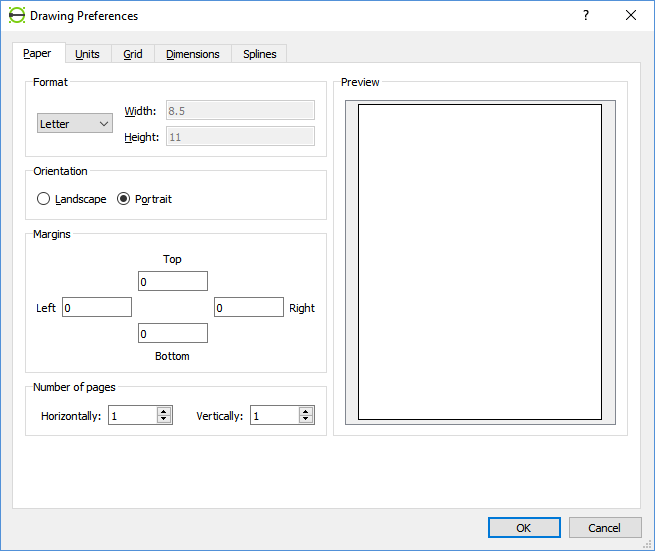 Drawing Preferences
?
Paper Units Grid Dimensions Splines
Format
Letter
Width: 8.5
Height: 11
Orientation
Landscape Portrait
Margins
Top
0
Left 0 0 Right
0
Bottom
Number of pages
Horizontally: 1 Vertically: 1
Preview
OK Cancel